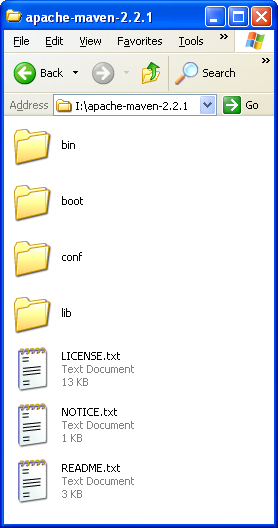 apache-maven-2.2.1
File Edit View Favorites Tools »
Back » Search
Address I:\apache-maven-2.2.1 Go
bin
boot
conf
lib
LICENSE.txt
Text Document
13 KB
NOTICE.txt
Text Document
1 KB
README.txt
Text Document
3 KB